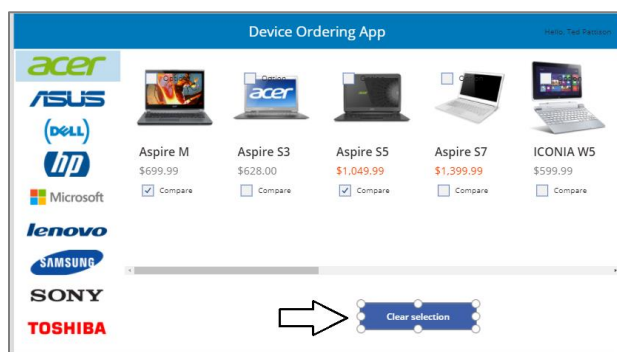 Device Ordering App
Hello, Ted Pattison
acer
ASUS
DELL
hp
Microsoft
lenovo
SAMSUNG
SONY
TOSHIBA
Option
acer
Aspire M
Aspire S3
Aspire S5
Aspire S7
ICONIA W5
$699.99
$628.00
$1,049.99
$1,399.99
$599.99
Compare
Compare
Compare
Compare
Compare
Clear selection